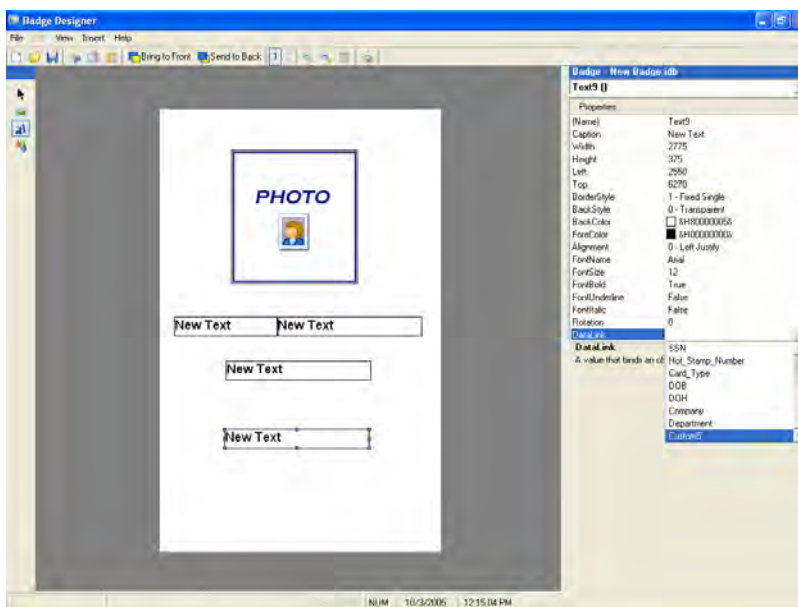 Badge Designer
File View Insert Help
Bring to Front Send to Back
Badge - New Badge.idb
Text9 ()
Properties
(Name) Text9
Caption New Text
Width 2775
Height 375
Left 2550
Top 6270
BorderStyle 1 - Fixed Single
BackStyle 0 - Transparent
BackColor &H80000005&
ForeColor &H00000000&
Alignment 0 - Left Justify
FontName Arial
FontSize 12
FontBold True
FontUnderline False
FontItalic False
Rotation 0
DataLink
DataLink
A value that binds an
SSN
Hot_Stamp_Number
Card_Type
DOB
DOH
Company
Department
Custom5
PHOTO
New Text New Text
New Text
New Text
NUM 10/3/2005 12:15:04 PM